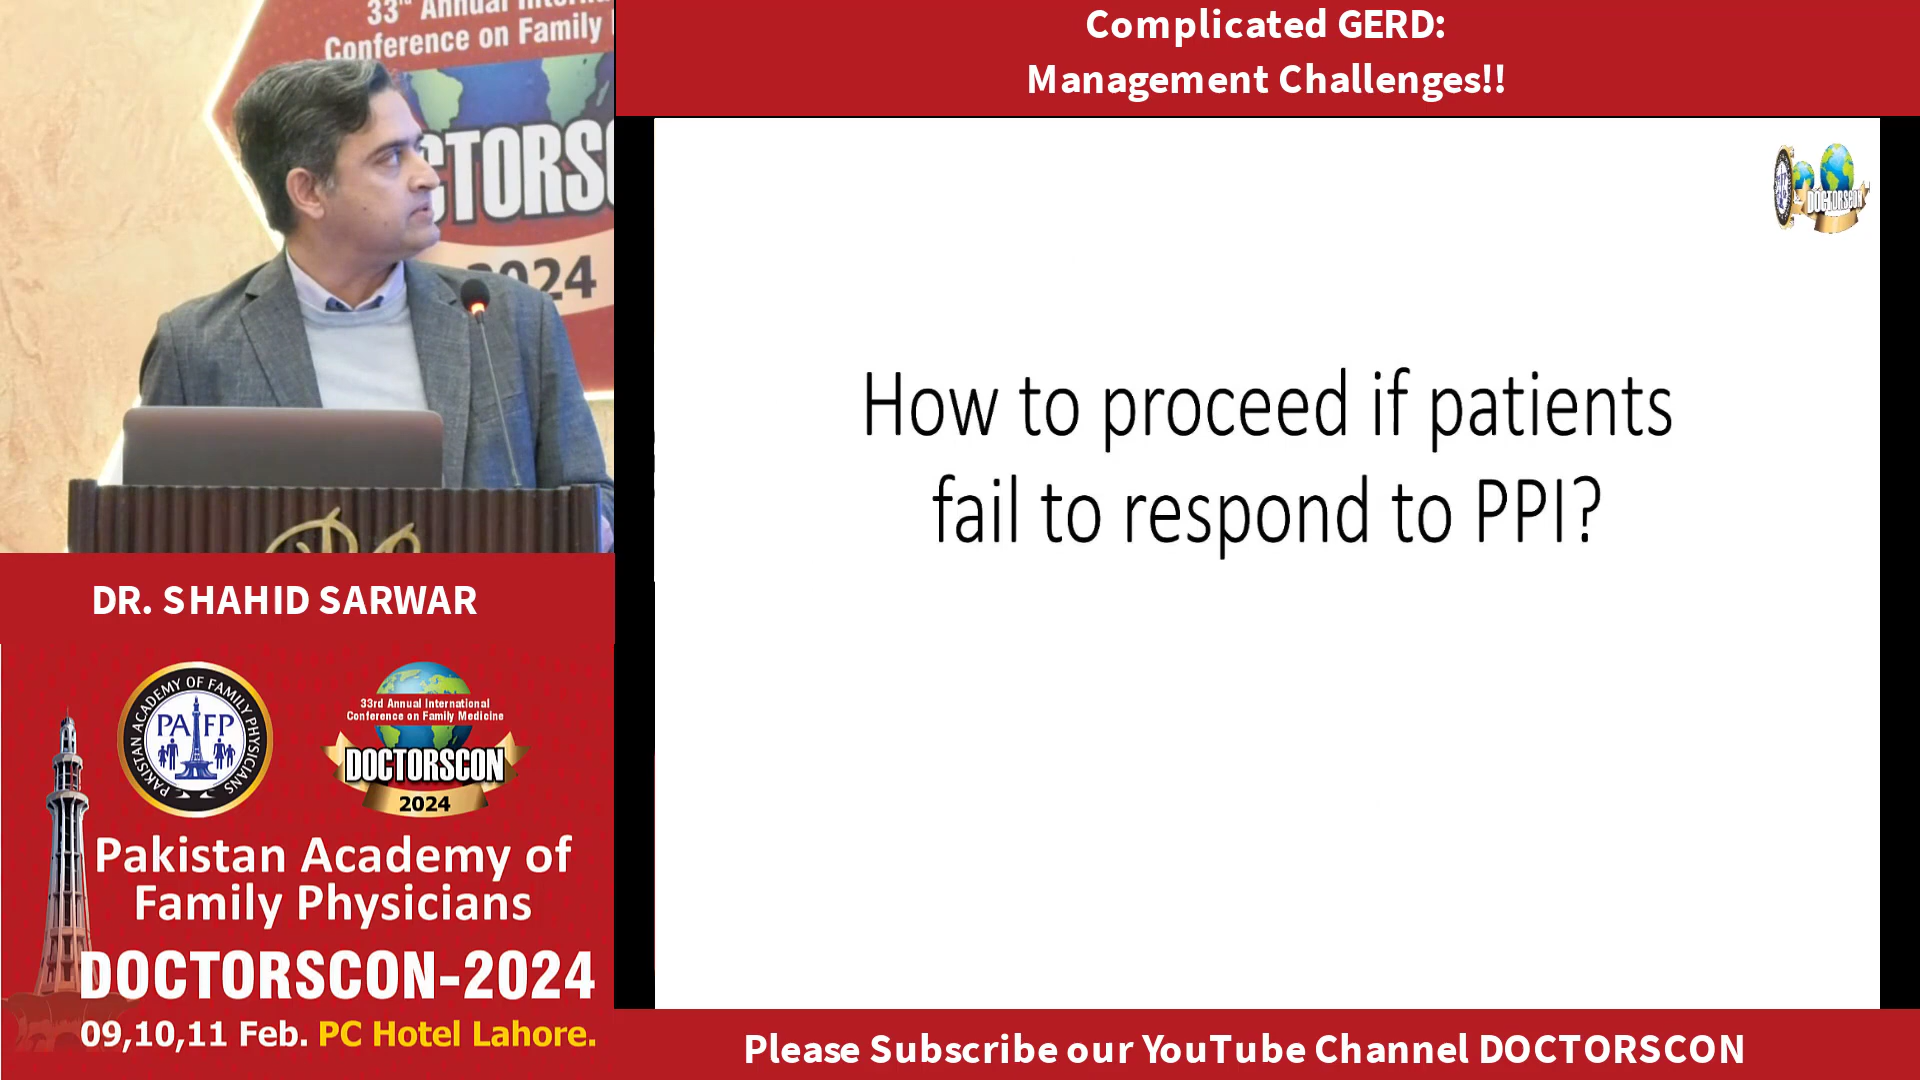 33rd Annual
Conference on Family
CTORS
2024
Complicated GERD:
Management Challenges!!
DOCTORSCON
How to proceed if patients
fail to respond to PPI?
DR. SHAHID SARWAR
PAKISTAN ACADEMY OF FAMILY PHYSICIANS
PAFP
33rd Annual International
Conference on Family Medicine
DOCTORSCON
2024
Pakistan Academy of
Family Physicians
DOCTORSCON-2024
09,10,11 Feb. PC Hotel Lahore.
Please Subscribe our YouTube Channel DOCTORSCON